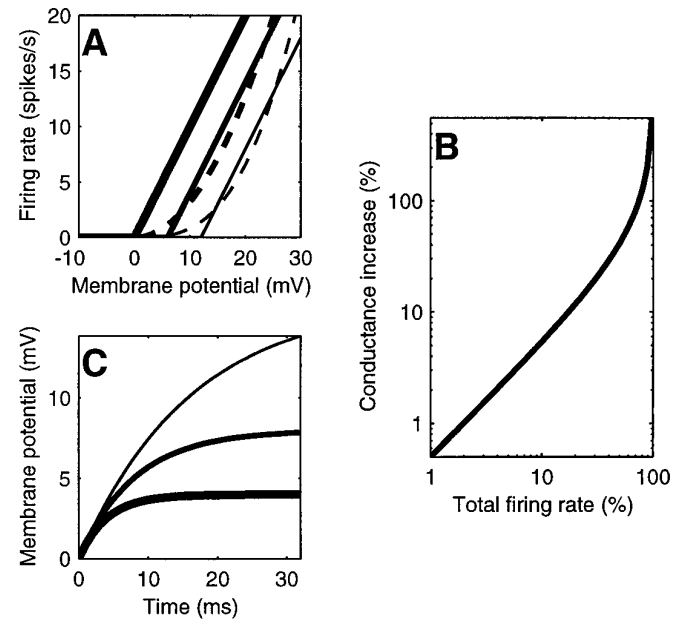 A
Firing rate (spikes/s)
20
15
10
5
0
-10 0 10 20 30
Membrane potential (mV)
B
Conductance increase (%)
100
10
1
1 10 100
Total firing rate (%)
C
Membrane potential (mV)
10
5
0
0 10 20 30
Time (ms)